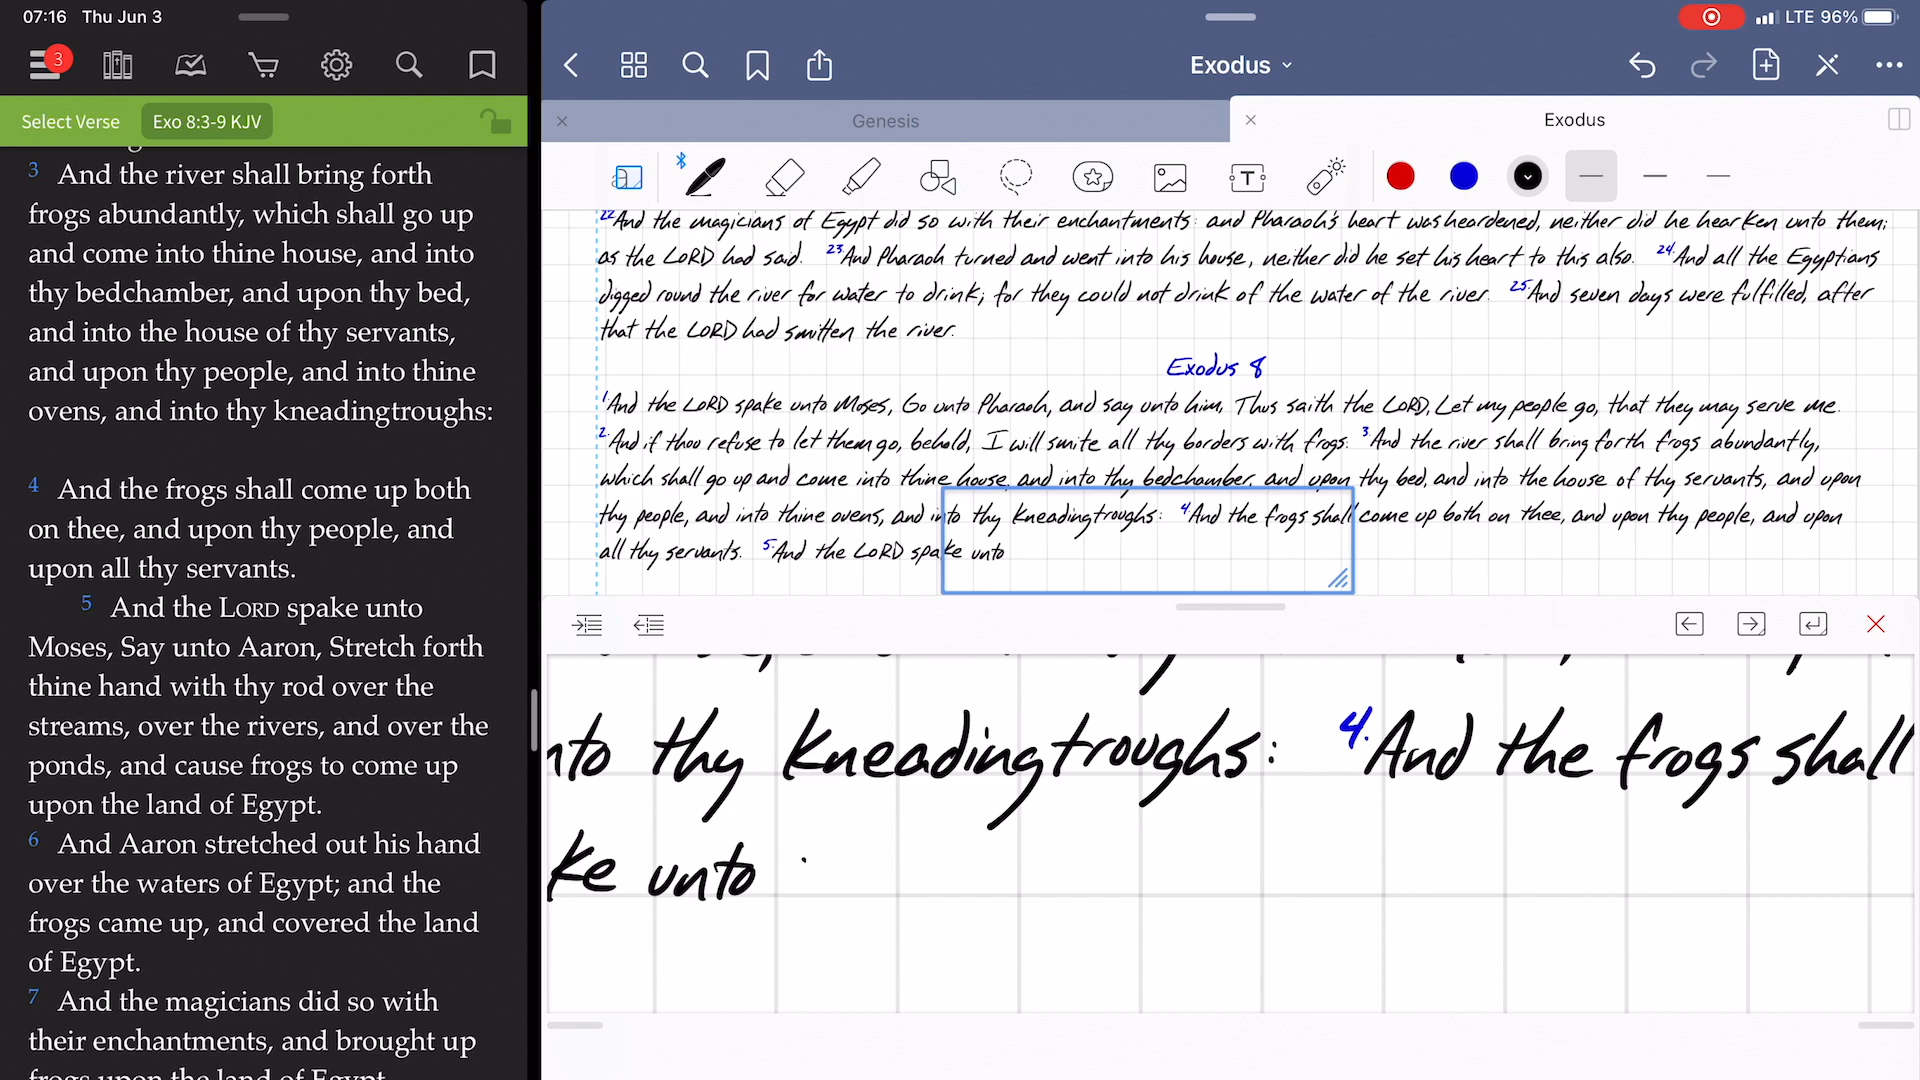 07:16 Thu Jun 3
LTE 96%
3
Exodus
Select Verse
Exo 8:3-9 KJV
Genesis
Exodus
3 And the river shall bring forth
frogs abundantly, which shall go up
and come into thine house, and into
thy bedchamber, and upon thy bed,
and into the house of thy servants,
and upon thy people, and into thine
ovens, and into thy kneadingtroughs:
4 And the frogs shall come up both
on thee, and upon thy people, and
upon all thy servants.
5 And the LORD spake unto
Moses, Say unto Aaron, Stretch forth
thine hand with thy rod over the
streams, over the rivers, and over the
ponds, and cause frogs to come up
upon the land of Egypt.
6 And Aaron stretched out his hand
over the waters of Egypt; and the
frogs came up, and covered the land
of Egypt.
7 And the magicians did so with
their enchantments, and brought up
frogs upon the land of Egypt.
22 And the magicians of Egypt did so with their enchantments: and Pharaoh's heart was heardened, neither did he hearken unto them;
as the LORD had said. 23. And Pharaoh turned and went into his house, neither did he set his heart to this also. 24. And all the Egyptians
digged round the river for water to drink; for they could not drink of the water of the river. 25. And seven days were fulfilled, after
that the LORD had smitten the river.
Exodus 8
1 And the LORD spake unto Moses, Go unto Pharaoh, and say unto him, Thus saith the LORD, Let my people go, that they may serve me.
2. And if thou refuse to let them go, behold, I will smite all thy borders with frogs: 3. And the river shall bring forth frogs abundantly,
which shall go up and come into thine house, and into thy bedchamber, and upon thy bed, and into the house of thy servants, and upon
thy people, and into thine ovens, and into thy kneadingtroughs: 4 And the frogs shall come up both on thee, and upon thy people, and upon
all thy servants. 5 And the LORD spake unto
nto thy kneadingtroughs: 4. And the frogs shall
ke unto